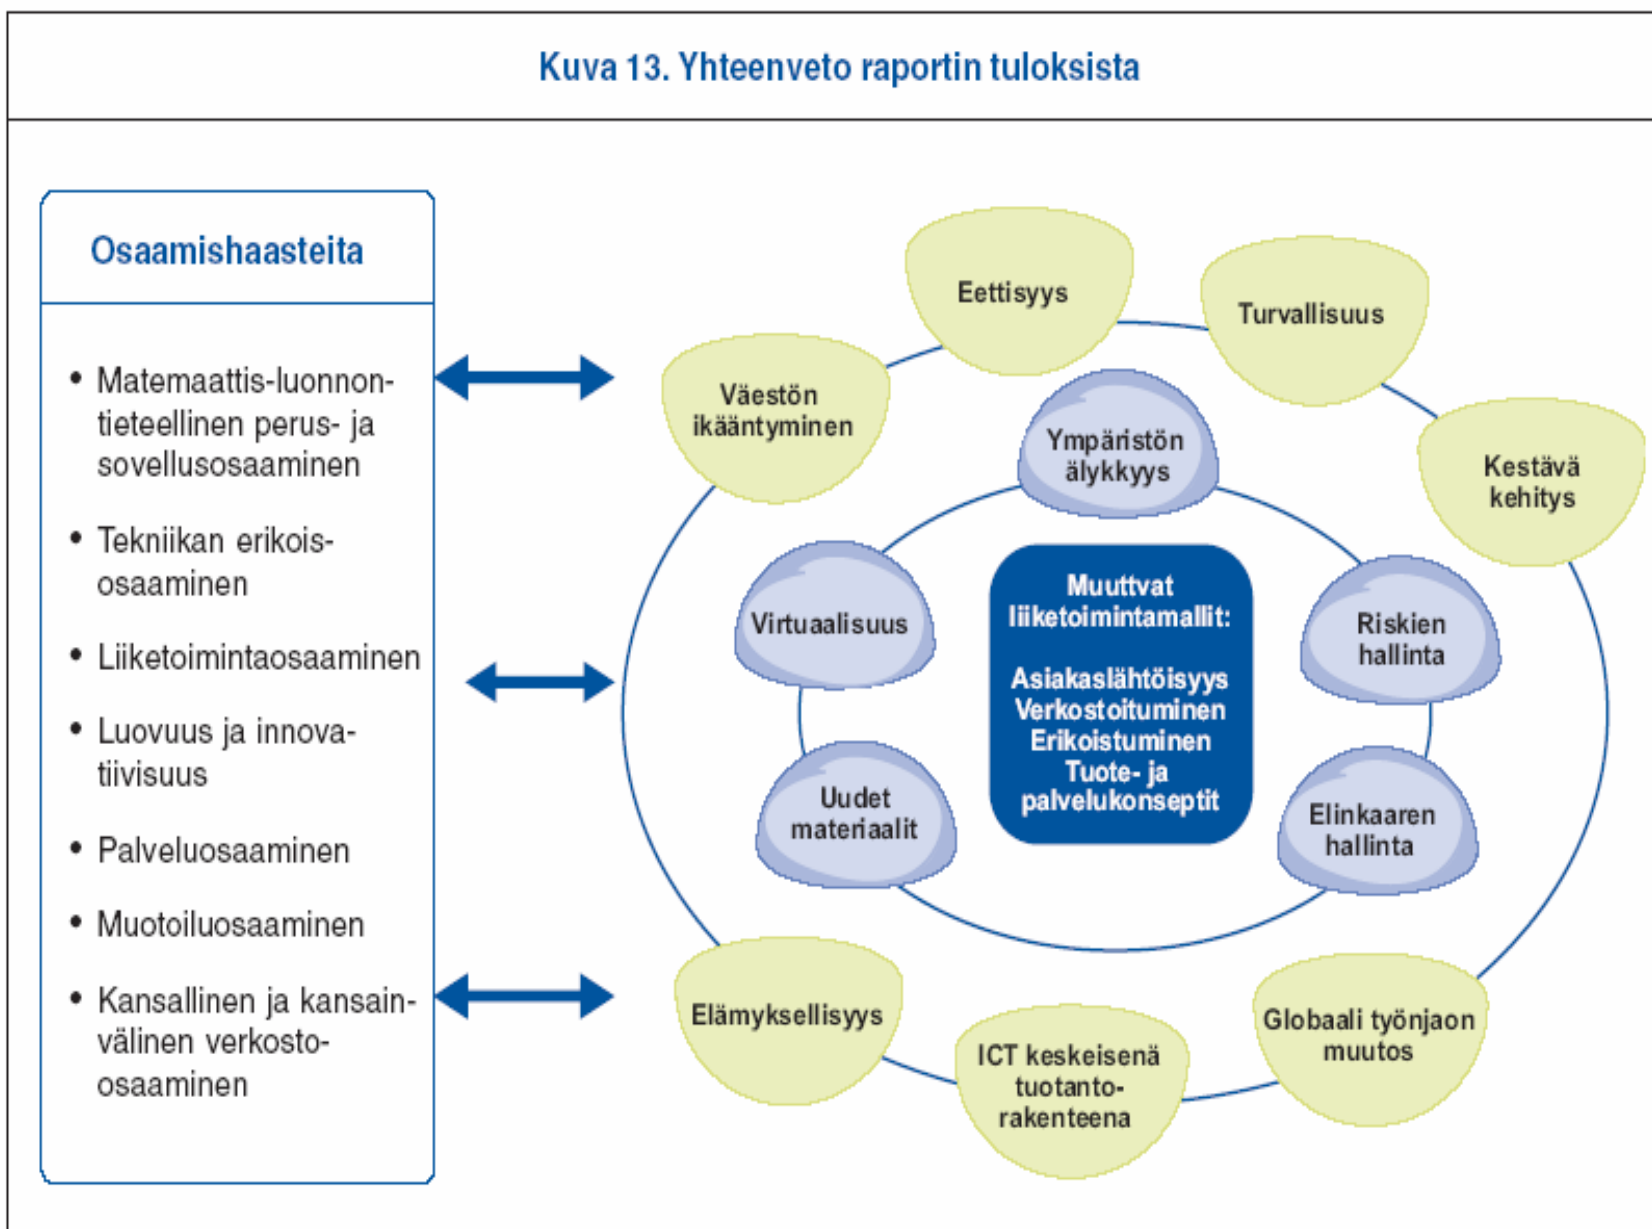 Kuva 13. Yhteenveto raportin tuloksista
Osaamishaasteita
• Matemaattis-luonnon-
tieteellinen perus- ja
sovellusosaaminen
• Tekniikan erikois-
osaaminen
• Liiketoimintaosaaminen
• Luovuus ja innova-
tiivisuus
• Palveluosaaminen
• Muotoiluosaaminen
• Kansallinen ja kansain-
välinen verkosto-
osaaminen
Eettisyys
Turvallisuus
Väestön
ikääntyminen
Kestävä
kehitys
Ympäristön
älykkyys
Virtuaalisuus
Riskien
hallinta
Muuttvat
liiketoimintamallit:
Asiakaslähtöisyys
Verkostoituminen
Erikoistuminen
Tuote- ja
palvelukonseptit
Uudet
materiaalit
Elinkaaren
hallinta
Elämyksellisyys
ICT keskeisenä
tuotanto-
rakenteena
Globaali työnjaon
muutos